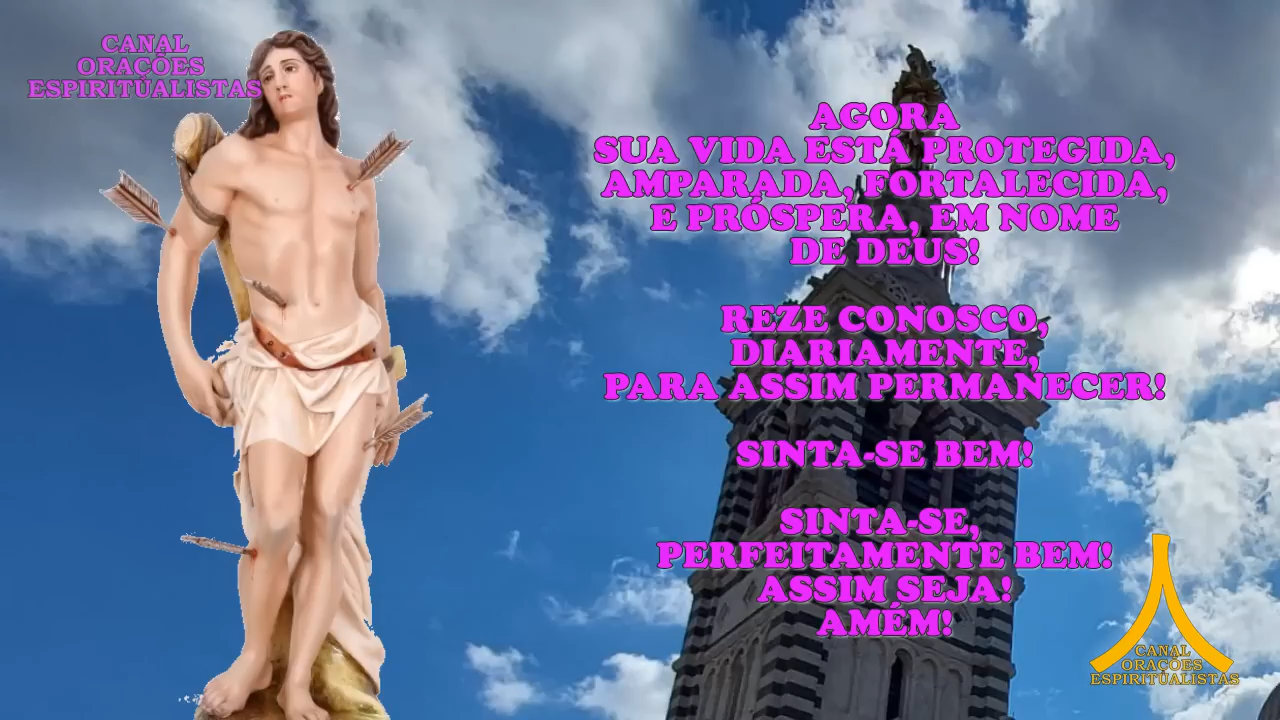 CANAL
ORAÇÕES
ESPIRITUALISTAS
AGORA
SUA VIDA ESTÁ PROTEGIDA,
AMPARADA, FORTALECIDA,
E PRÓSPERA, EM NOME
DE DEUS!
REZE CONOSCO,
DIARIAMENTE,
PARA ASSIM PERMANECER!
SINTA-SE BEM!
SINTA-SE,
PERFEITAMENTE BEM!
ASSIM SEJA!
AMÉM!
CANAL
ORAÇÕES
ESPIRITUALISTAS